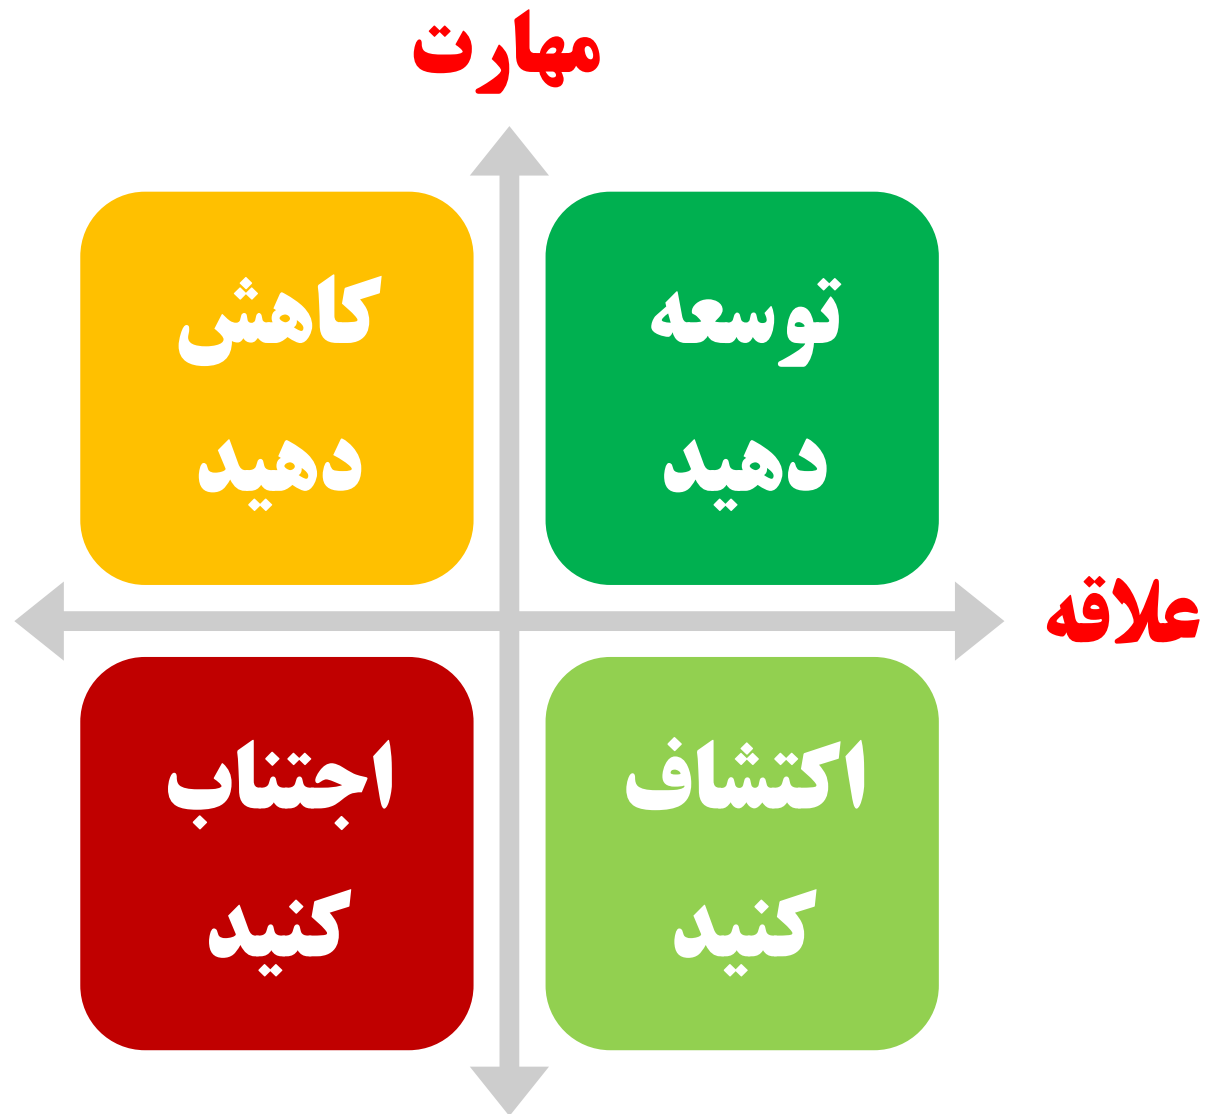 مهارت
توسعه
دهید
کاهش
دهید
علاقه
اکتشاف
کنید
اجتناب
کنید